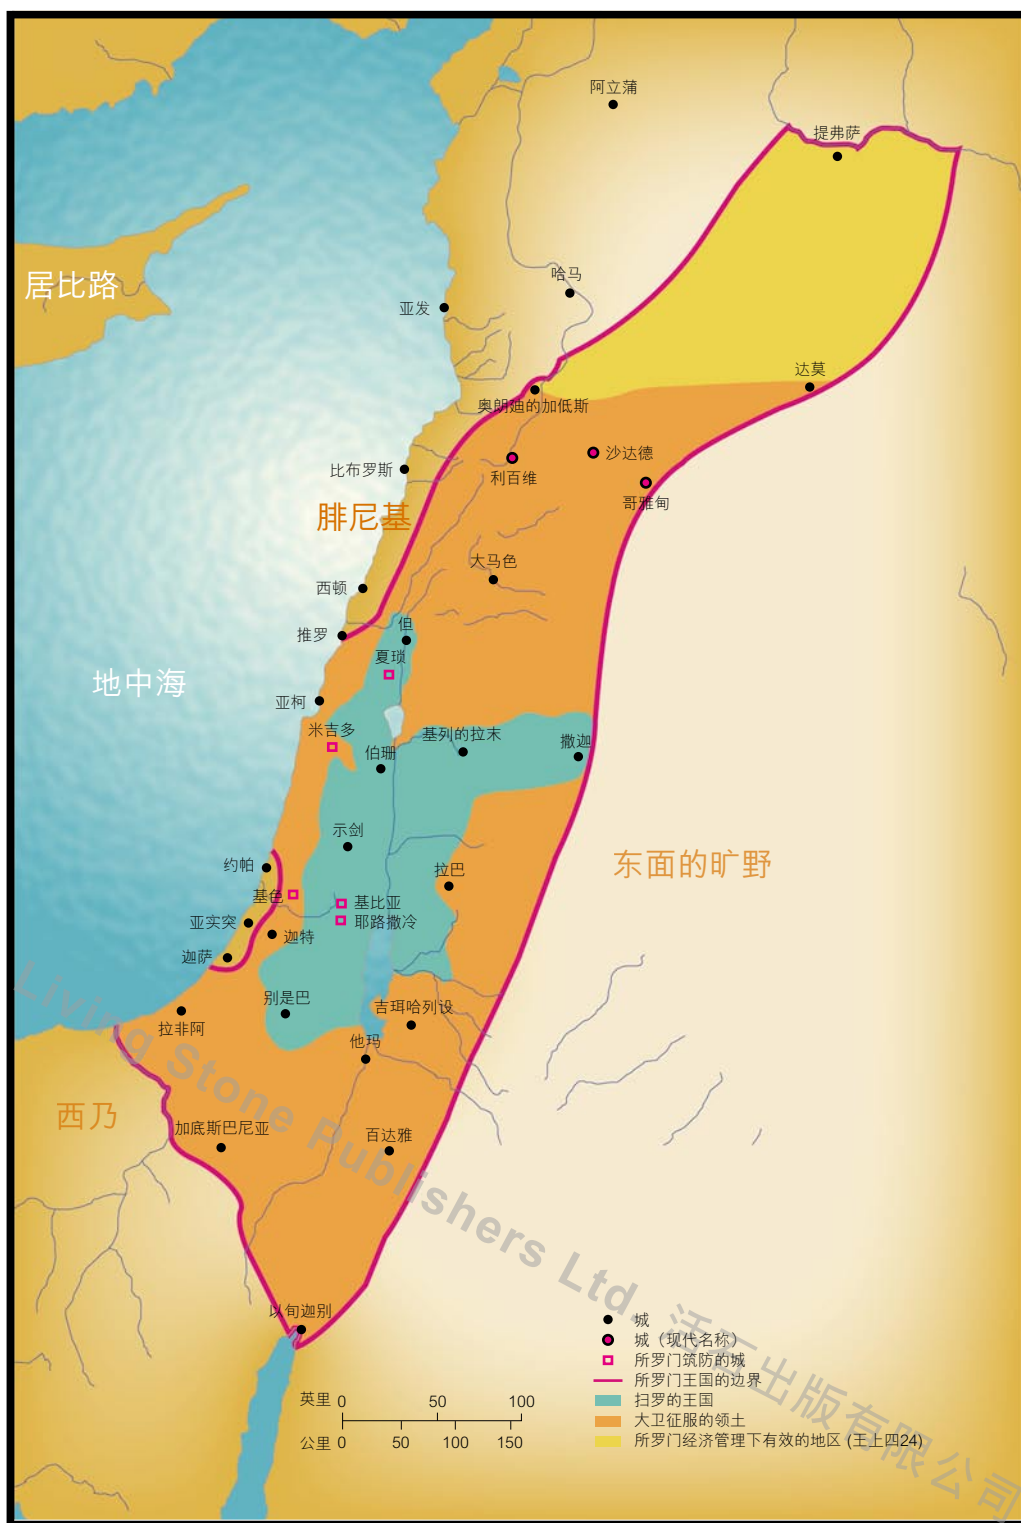 阿立蒲
提弗萨
居比路
哈马
亚发
达莫
奥朗廸的加低斯
沙达德
比布罗斯
利百维
哥雅甸
腓尼基
大马色
西顿
但
推罗
夏琐
地中海
亚柯
米吉多
基列的拉末
撒迦
伯珊
示剑
约帕
拉巴
东面的旷野
基色
基比亚
耶路撒冷
亚实突
迦特
迦萨
别是巴
吉珥哈列设
拉非阿
他玛
西乃
加底斯巴尼亚
百达雅
以旬迦别
Living Stone Publishers Ltd. 活石出版有限公司
城
城（现代名称）
所罗门筑防的城
所罗门王国的边界
扫罗的王国
大卫征服的领土
所罗门经济管理下有效的地区 (王上四24)
英里 0 50 100
公里 0 50 100 150